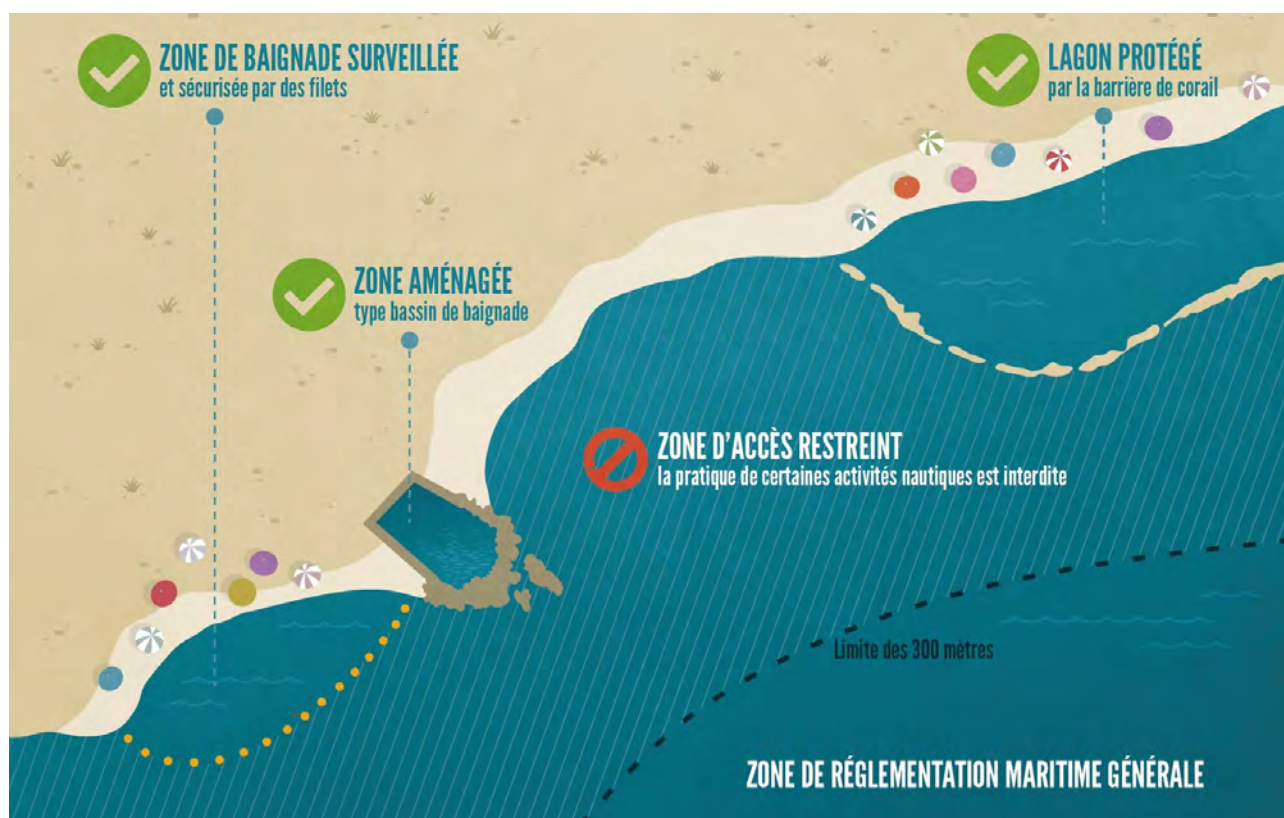 ZONE DE BAIGNADE SURVEILLÉE
et sécurisée par des filets
LAGON PROTÉGÉ
par la barrière de corail
ZONE AMÉNAGÉE
type bassin de baignade
ZONE D'ACCÈS RESTREINT
la pratique de certaines activités nautiques est interdite
Limite des 300 mètres
ZONE DE RÉGLEMENTATION MARITIME GÉNÉRALE